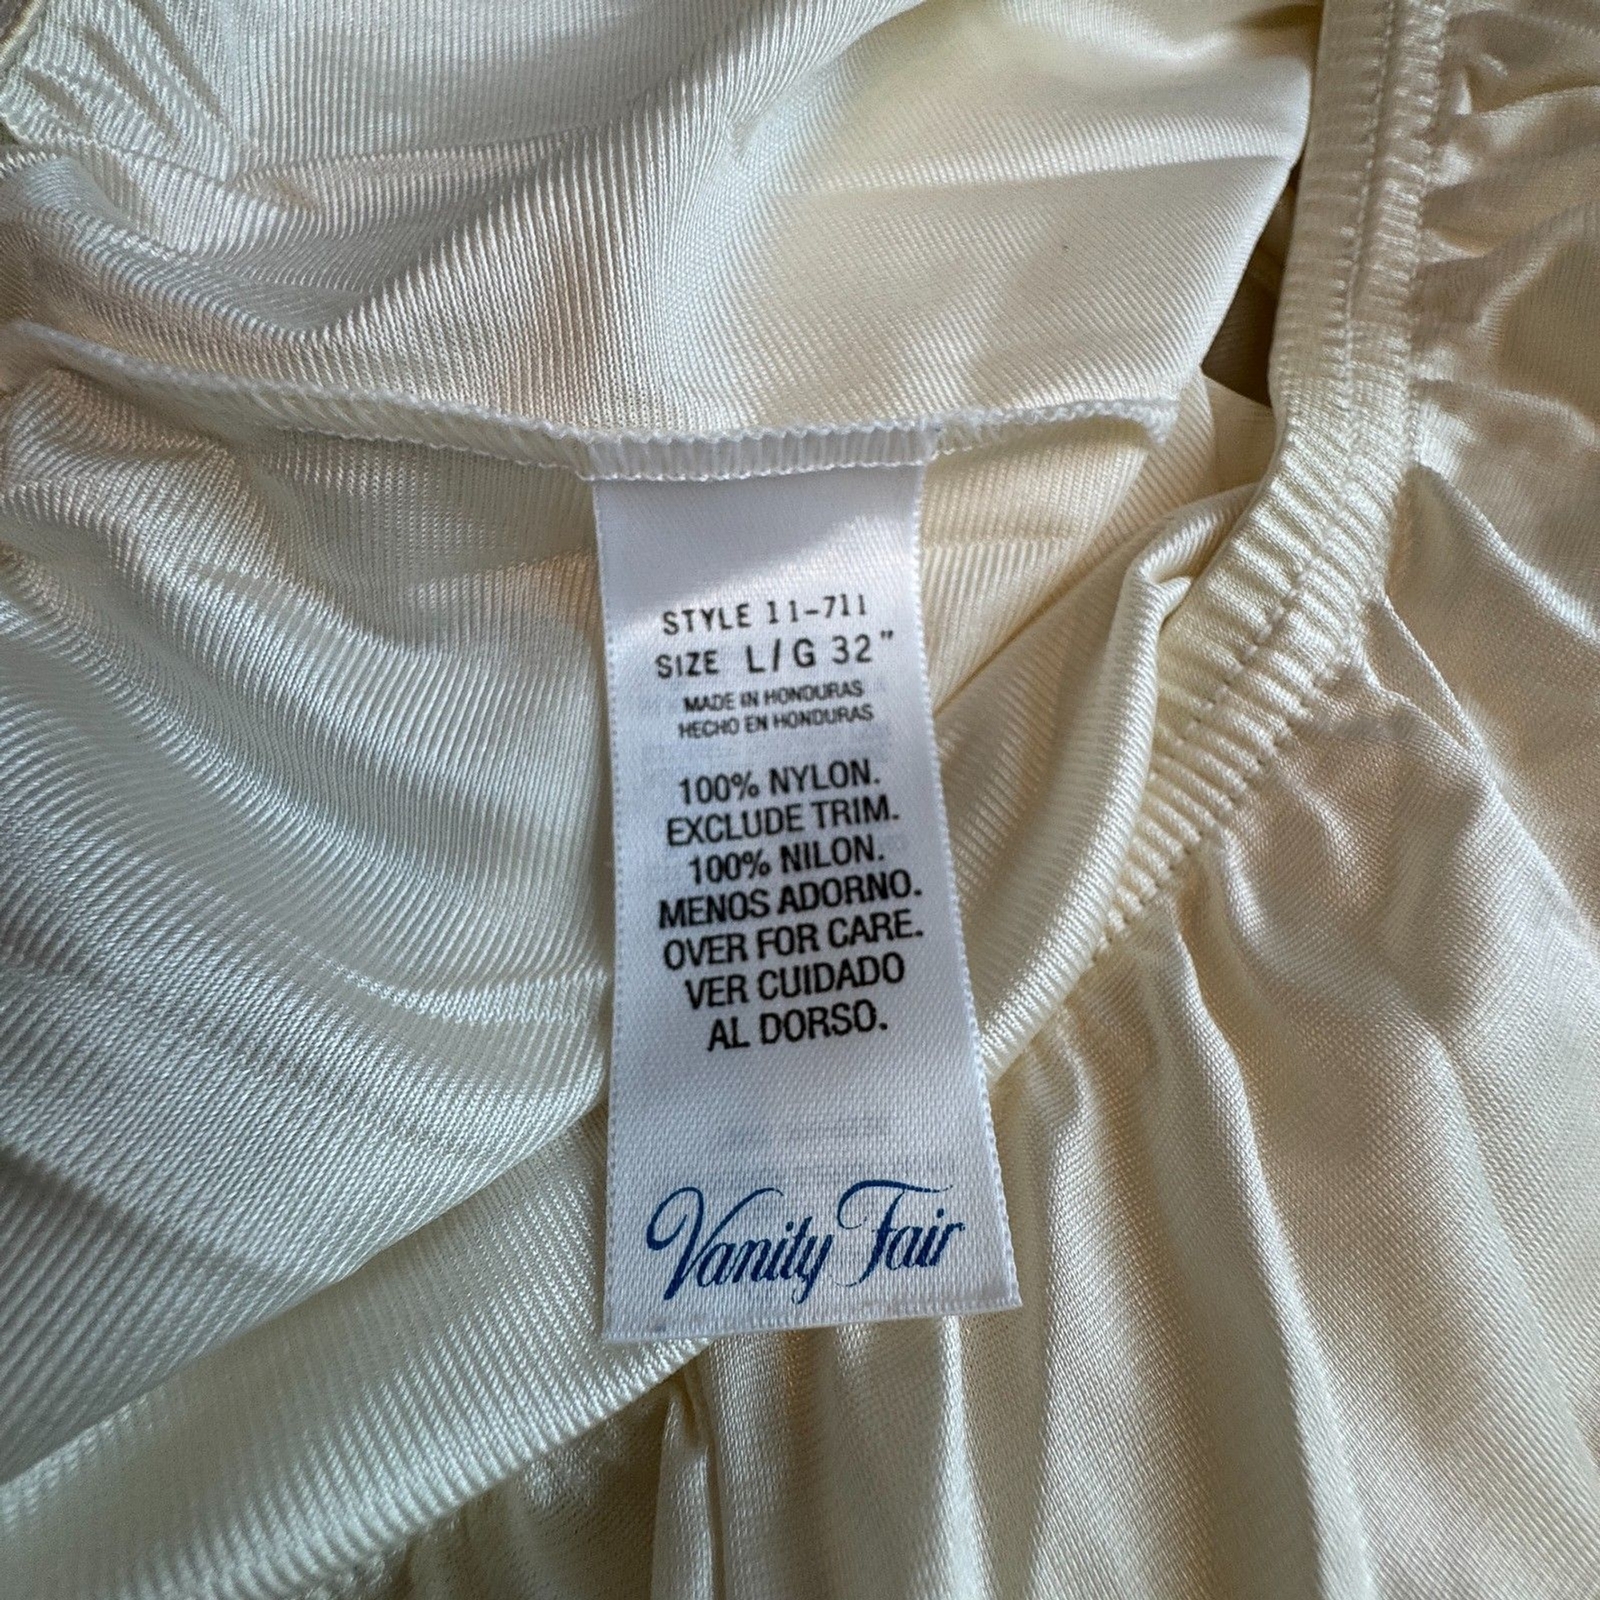 STYLE 11-711
SIZE L/G 32"
MADE IN HONDURAS
HECHO EN HONDURAS
100% NYLON.
EXCLUDE TRIM.
100% NILON.
MENOS ADORNO.
OVER FOR CARE.
VER CUIDADO
AL DORSO.
Vanity Fair